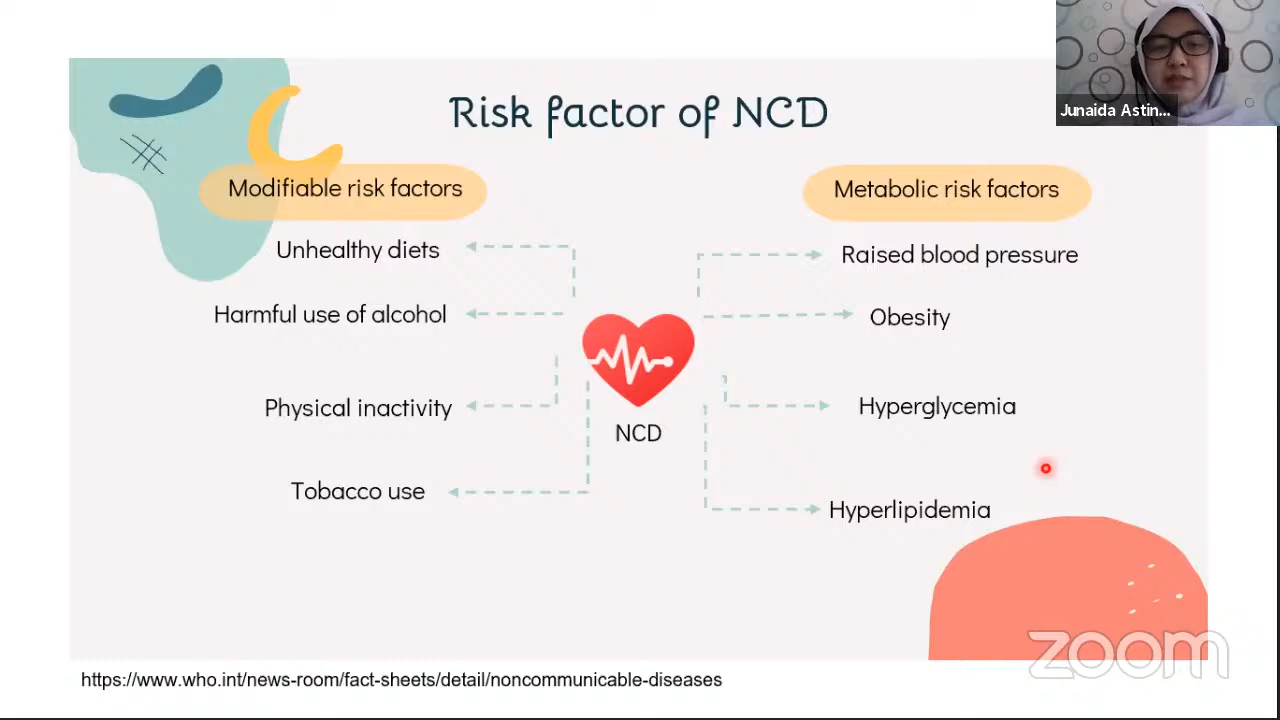 Risk factor of NCD
Junaida Astin...
Modifiable risk factors
Unhealthy diets
Harmful use of alcohol
Physical inactivity
Tobacco use
NCD
Metabolic risk factors
Raised blood pressure
Obesity
Hyperglycemia
Hyperlipidemia
zoom
https://www.who.int/news-room/fact-sheets/detail/noncommunicable-diseases